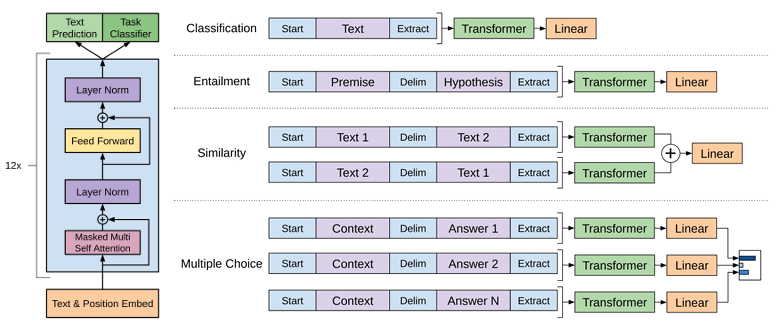 Text
Prediction
Task
Classifier
Layer Norm
Feed Forward
Layer Norm
Masked Multi
Self Attention
Text & Position Embed
12x
Classification
Start Text Extract Transformer Linear
Entailment
Start Premise Delim Hypothesis Extract Transformer Linear
Similarity
Start Text 1 Delim Text 2 Extract Transformer
Start Text 2 Delim Text 1 Extract Transformer
+ Linear
Multiple Choice
Start Context Delim Answer 1 Extract Transformer Linear
Start Context Delim Answer 2 Extract Transformer Linear
Start Context Delim Answer N Extract Transformer Linear